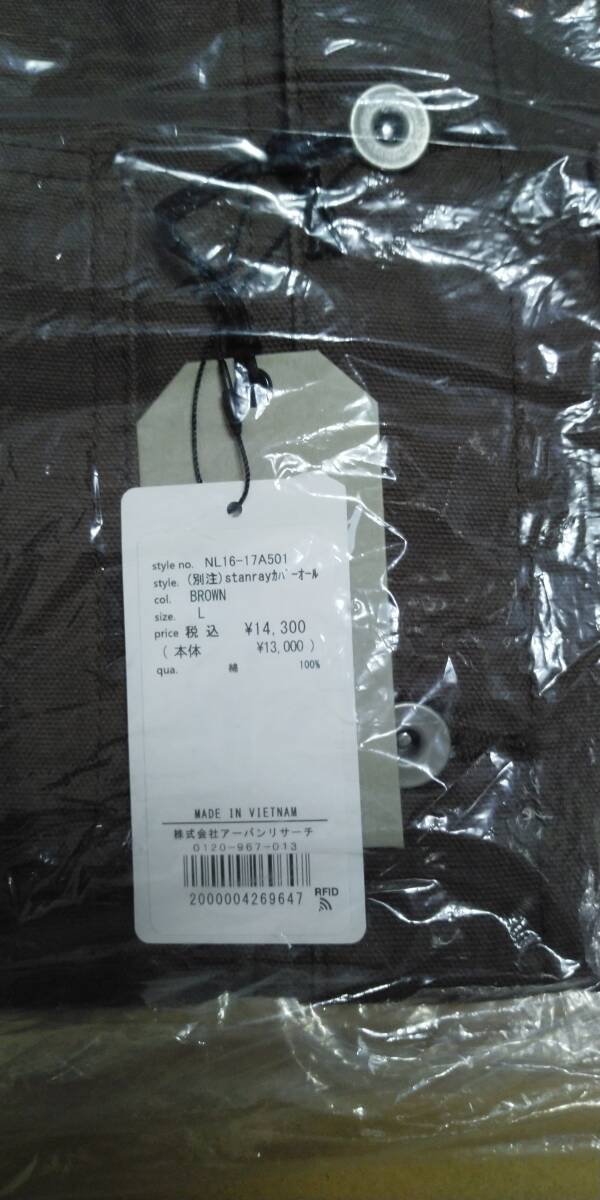 style no. NL16-17A501
style. (別注)stanrayｶﾊﾞｰｵｰﾙ
col. BROWN
size. L
price 税込 ¥14,300
( 本体 ¥13,000 )
qua. 綿 100%
MADE IN VIETNAM
株式会社アーバンリサーチ
0120-967-013
2000004269647
RFID